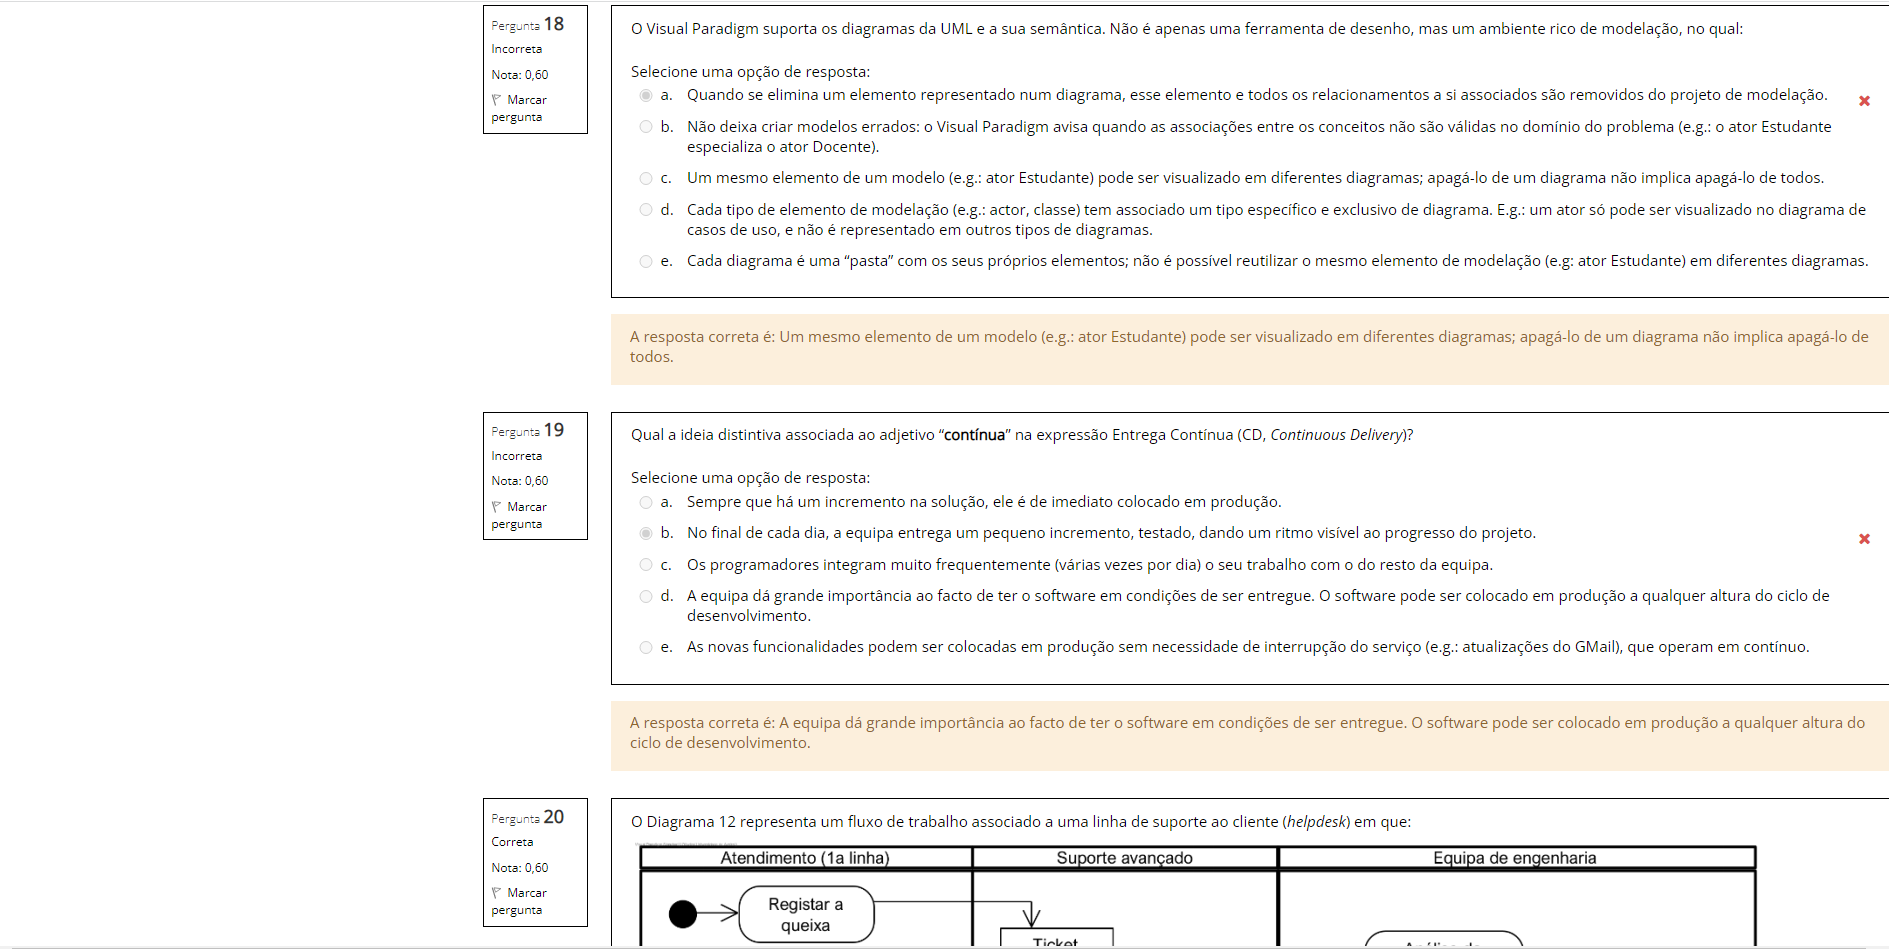 Pergunta 18
Incorreta
Nota: 0,60
Marcar
pergunta
O Visual Paradigm suporta os diagramas da UML e a sua semântica. Não é apenas uma ferramenta de desenho, mas um ambiente rico de modelação, no qual:
Selecione uma opção de resposta:
a. Quando se elimina um elemento representado num diagrama, esse elemento e todos os relacionamentos a si associados são removidos do projeto de modelação.
b. Não deixa criar modelos errados: o Visual Paradigm avisa quando as associações entre os conceitos não são válidas no domínio do problema (e.g.: o ator Estudante
especializa o ator Docente).
c. Um mesmo elemento de um modelo (e.g.: ator Estudante) pode ser visualizado em diferentes diagramas; apagá-lo de um diagrama não implica apagá-lo de todos.
d. Cada tipo de elemento de modelação (e.g.: actor, classe) tem associado um tipo específico e exclusivo de diagrama. E.g.: um ator só pode ser visualizado no diagrama de
casos de uso, e não é representado em outros tipos de diagramas.
e. Cada diagrama é uma “pasta” com os seus próprios elementos; não é possível reutilizar o mesmo elemento de modelação (e.g: ator Estudante) em diferentes diagramas.
A resposta correta é: Um mesmo elemento de um modelo (e.g.: ator Estudante) pode ser visualizado em diferentes diagramas; apagá-lo de um diagrama não implica apagá-lo de
todos.
Pergunta 19
Incorreta
Nota: 0,60
Marcar
pergunta
Qual a ideia distintiva associada ao adjetivo “contínua” na expressão Entrega Contínua (CD, Continuous Delivery)?
Selecione uma opção de resposta:
a. Sempre que há um incremento na solução, ele é de imediato colocado em produção.
b. No final de cada dia, a equipa entrega um pequeno incremento, testado, dando um ritmo visível ao progresso do projeto.
c. Os programadores integram muito frequentemente (várias vezes por dia) o seu trabalho com o do resto da equipa.
d. A equipa dá grande importância ao facto de ter o software em condições de ser entregue. O software pode ser colocado em produção a qualquer altura do ciclo de
desenvolvimento.
e. As novas funcionalidades podem ser colocadas em produção sem necessidade de interrupção do serviço (e.g.: atualizações do GMail), que operam em contínuo.
A resposta correta é: A equipa dá grande importância ao facto de ter o software em condições de ser entregue. O software pode ser colocado em produção a qualquer altura do
ciclo de desenvolvimento.
Pergunta 20
Correta
Nota: 0,60
Marcar
pergunta
O Diagrama 12 representa um fluxo de trabalho associado a uma linha de suporte ao cliente (helpdesk) em que:
Atendimento (1a linha)
Suporte avançado
Equipa de engenharia
Registar a
queixa
Ticket